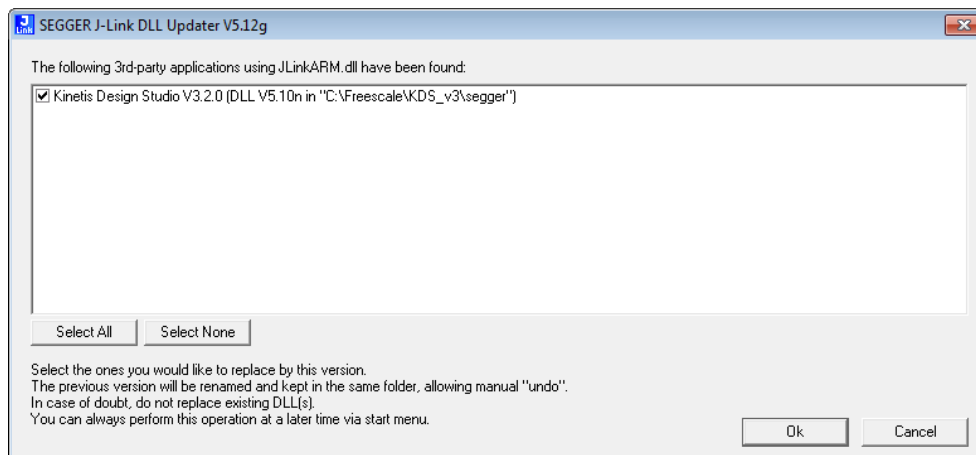 J Link
SEGGER J-Link DLL Updater V5.12g
The following 3rd-party applications using JLinkARM.dll have been found:
Kinetis Design Studio V3.2.0 (DLL V5.10n in "C:\Freescale\KDS_v3\segger")
Select All
Select None
Select the ones you would like to replace by this version.
The previous version will be renamed and kept in the same folder, allowing manual "undo".
In case of doubt, do not replace existing DLL(s).
You can always perform this operation at a later time via start menu.
Ok
Cancel